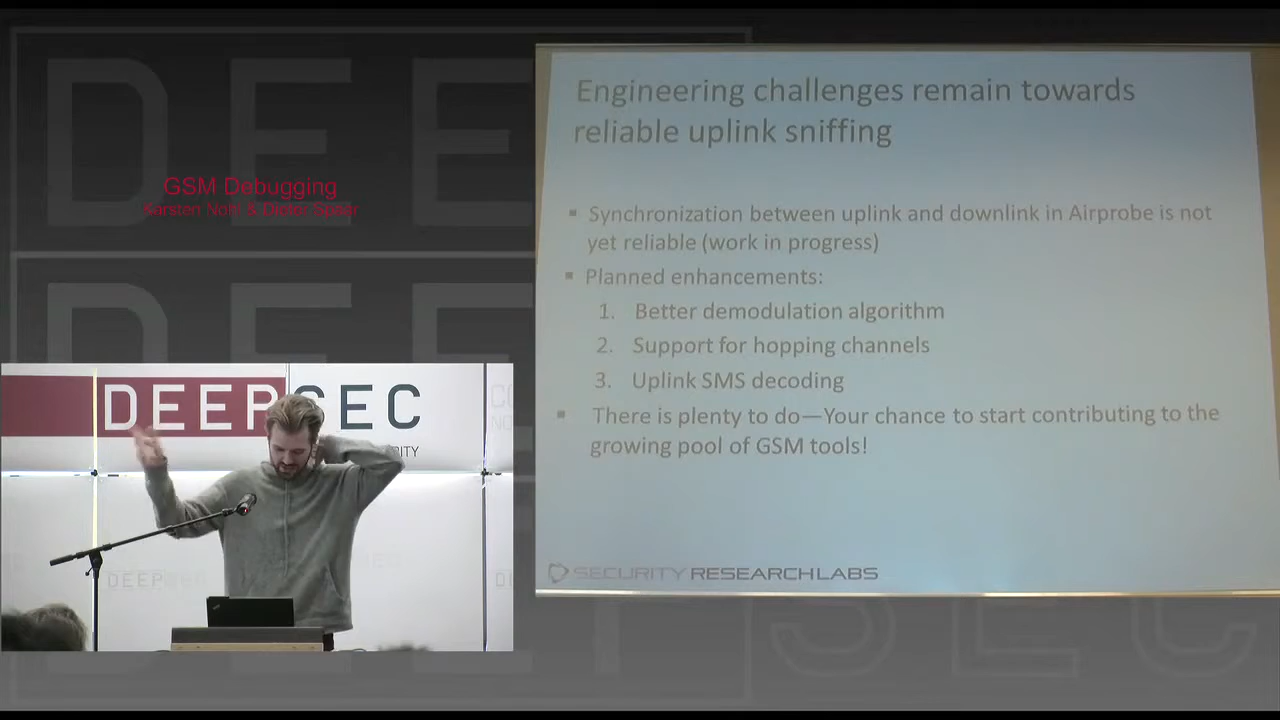 GSM Debugging
Karsten Nohl & Dieter Spaar
Engineering challenges remain towards
reliable uplink sniffing
▪ Synchronization between uplink and downlink in Airprobe is not
yet reliable (work in progress)
▪ Planned enhancements:
1. Better demodulation algorithm
2. Support for hopping channels
3. Uplink SMS decoding
▪ There is plenty to do—Your chance to start contributing to the
growing pool of GSM tools!
SECURITY RESEARCH LABS
DEEPSEC